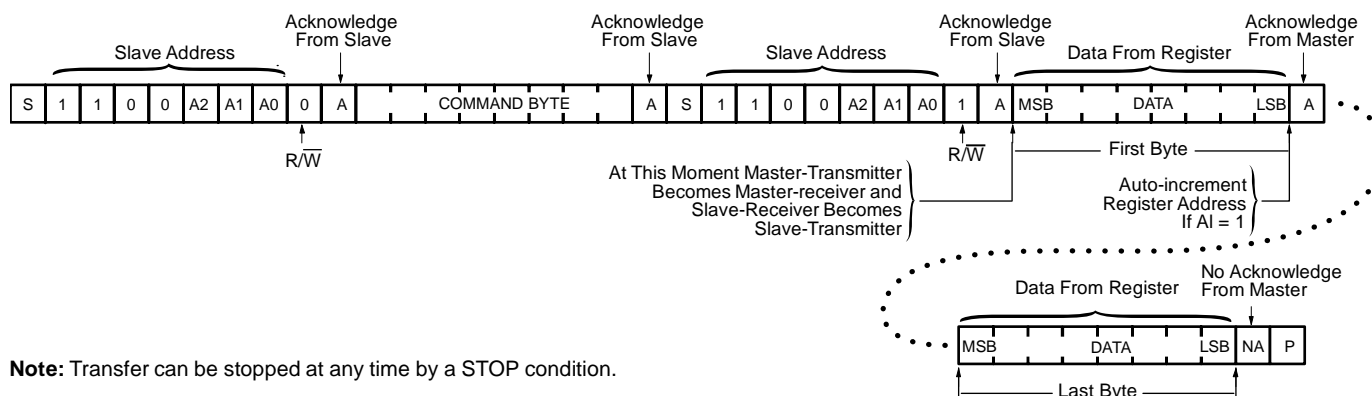 Acknowledge From Slave
Acknowledge From Slave
Acknowledge From Slave
Acknowledge From Master
Slave Address
Slave Address
Data From Register
S 1 1 0 0 A2 A1 A0 0 A COMMAND BYTE A S 1 1 0 0 A2 A1 A0 1 A MSB DATA LSB A
R/W̅
R/W̅
First Byte
At This Moment Master-Transmitter
Becomes Master-receiver and
Slave-Receiver Becomes
Slave-Transmitter
Auto-increment
Register Address
If AI = 1
Data From Register
No Acknowledge
From Master
MSB DATA LSB NA P
Note: Transfer can be stopped at any time by a STOP condition.
Last Byte